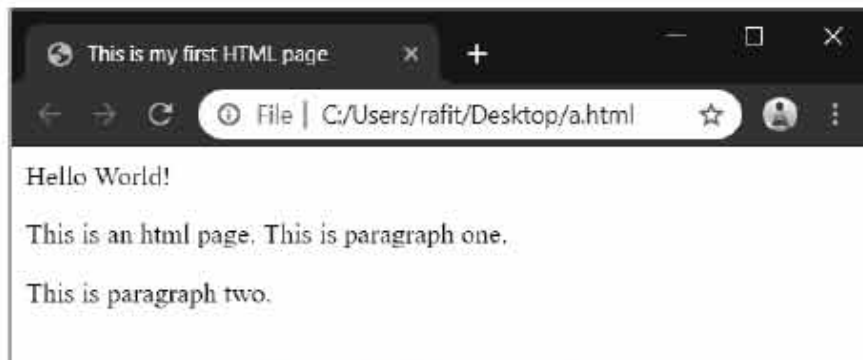 This is my first HTML page
File | C:/Users/rafit/Desktop/a.html
Hello World!
This is an html page. This is paragraph one.
This is paragraph two.